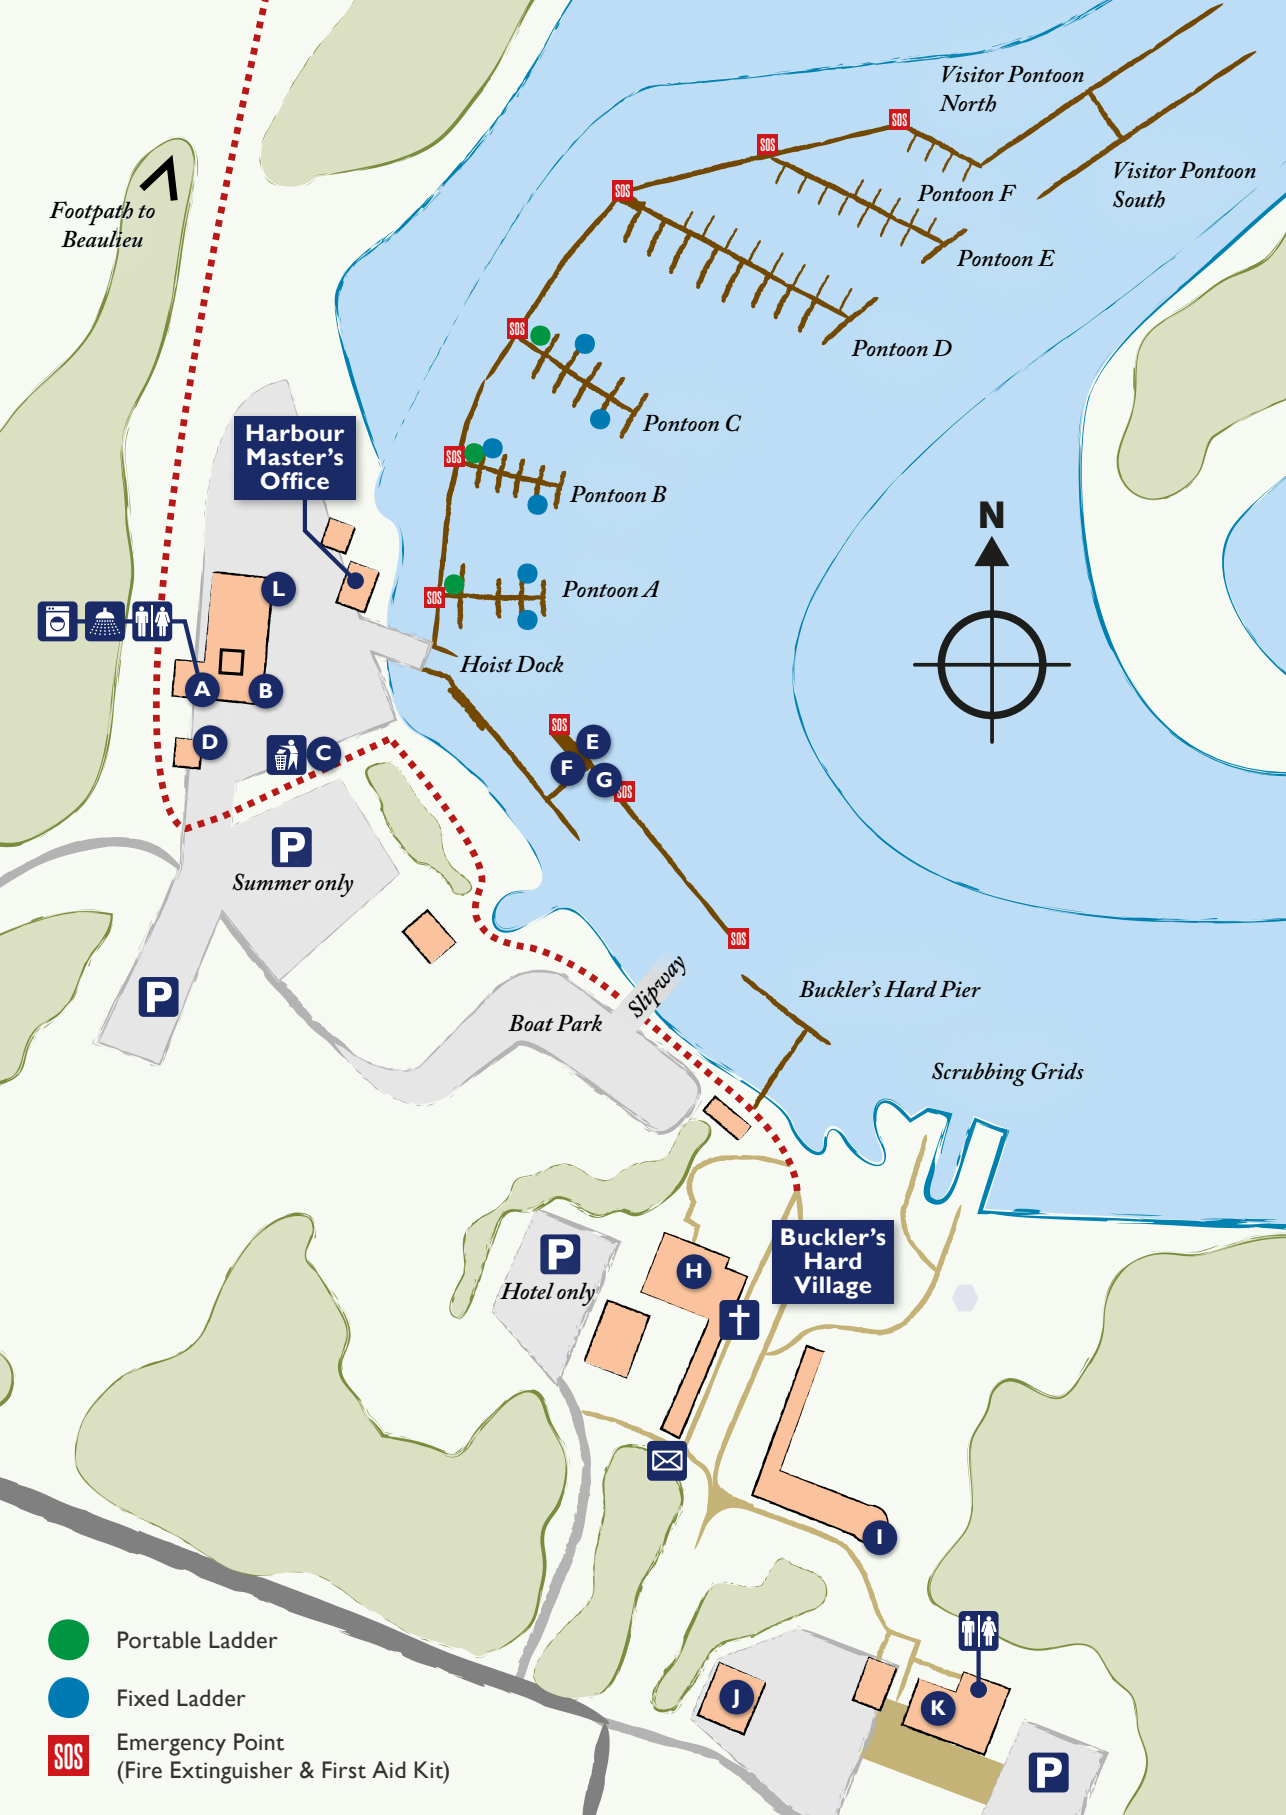 Visitor Pontoon
North
SOS
SOS
Visitor Pontoon
South
SOS
Pontoon F
Footpath to
Beaulieu
Pontoon E
SOS
Pontoon D
Pontoon C
Harbour
Master's
Office
SOS
Pontoon B
N
L
SOS
Pontoon A
Hoist Dock
A
B
SOS
D
C
E
F
G
SOS
P
Summer only
SOS
P
Slipway
Buckler's Hard Pier
Boat Park
Scrubbing Grids
P
Hotel only
H
Buckler's
Hard
Village
I
J
K
P
Portable Ladder
Fixed Ladder
SOS
Emergency Point
(Fire Extinguisher & First Aid Kit)